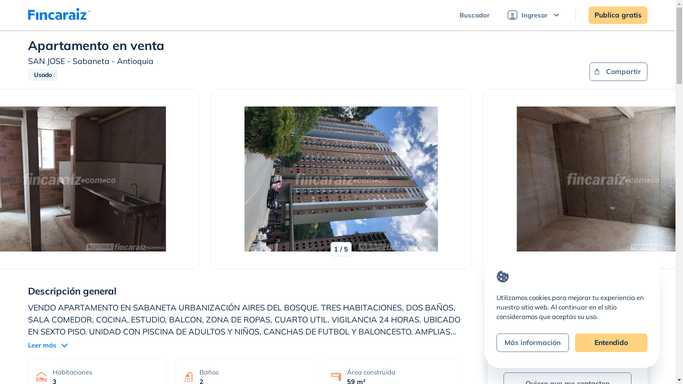 Fincaraíz
Buscador
Ingresar
Publica gratis
Apartamento en venta
SAN JOSE - Sabaneta - Antioquia
Usado
Compartir
fincaraiz
fincaraiz
fincaraiz
fincaraiz
fincaraiz
1 / 5
Descripción general
VENDO APARTAMENTO EN SABANETA URBANIZACIÓN AIRES DEL BOSQUE. TRES HABITACIONES, DOS BAÑOS,
SALA COMEDOR, COCINA, ESTUDIO, BALCON, ZONA DE ROPAS, CUARTO UTIL. VIGILANCIA 24 HORAS. UBICADO
EN SEXTO PISO. UNIDAD CON PISCINA DE ADULTOS Y NIÑOS, CANCHAS DE FUTBOL Y BALONCESTO, AMPLIAS...
Leer más
Habitaciones
3
Baños
2
Área construida
59 m²
Utilizamos cookies para mejorar tu experiencia en
nuestro sitio web. Al continuar en el sitio
consideramos que aceptas su uso.
Más información
Entendido
Quiero que me contacten